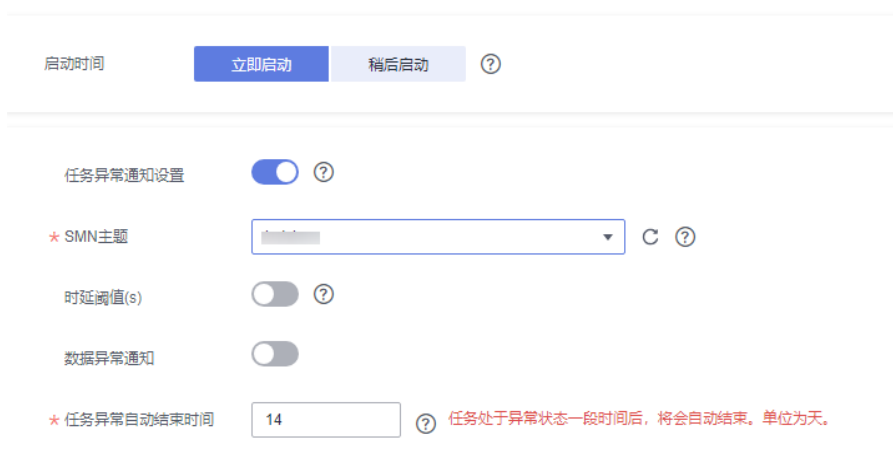 启动时间 立即启动 稍后启动 ?
任务异常通知设置 ?
* SMN主题 ?
时延阈值(s) ?
数据异常通知
* 任务异常自动结束时间 14 ? 任务处于异常状态一段时间后，将会自动结束。单位为天。